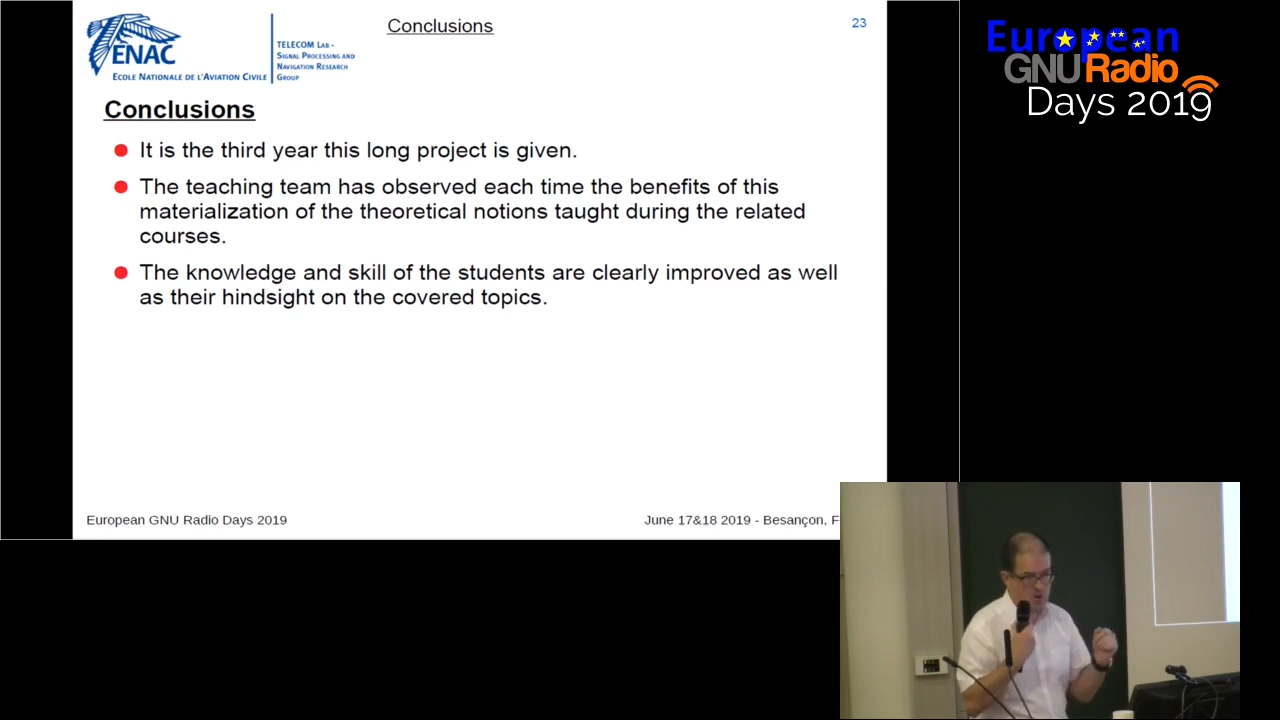 ENAC
ECOLE NATIONALE DE L'AVIATION CIVILE
TELECOM LAB -
SIGNAL PROCESSING AND
NAVIGATION RESEARCH
GROUP
Conclusions
23
Conclusions
It is the third year this long project is given.
The teaching team has observed each time the benefits of this
materialization of the theoretical notions taught during the related
courses.
The knowledge and skill of the students are clearly improved as well
as their hindsight on the covered topics.
European GNU Radio Days 2019
June 17&18 2019 - Besançon, F
European
GNURadio
Days 2019